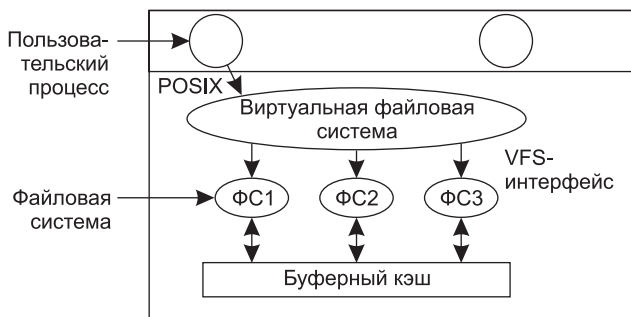 Пользова-
тельский
процесс
POSIX
Виртуальная файловая
система
VFS-
интерфейс
Файловая
система
ФС1
ФС2
ФС3
Буферный кэш